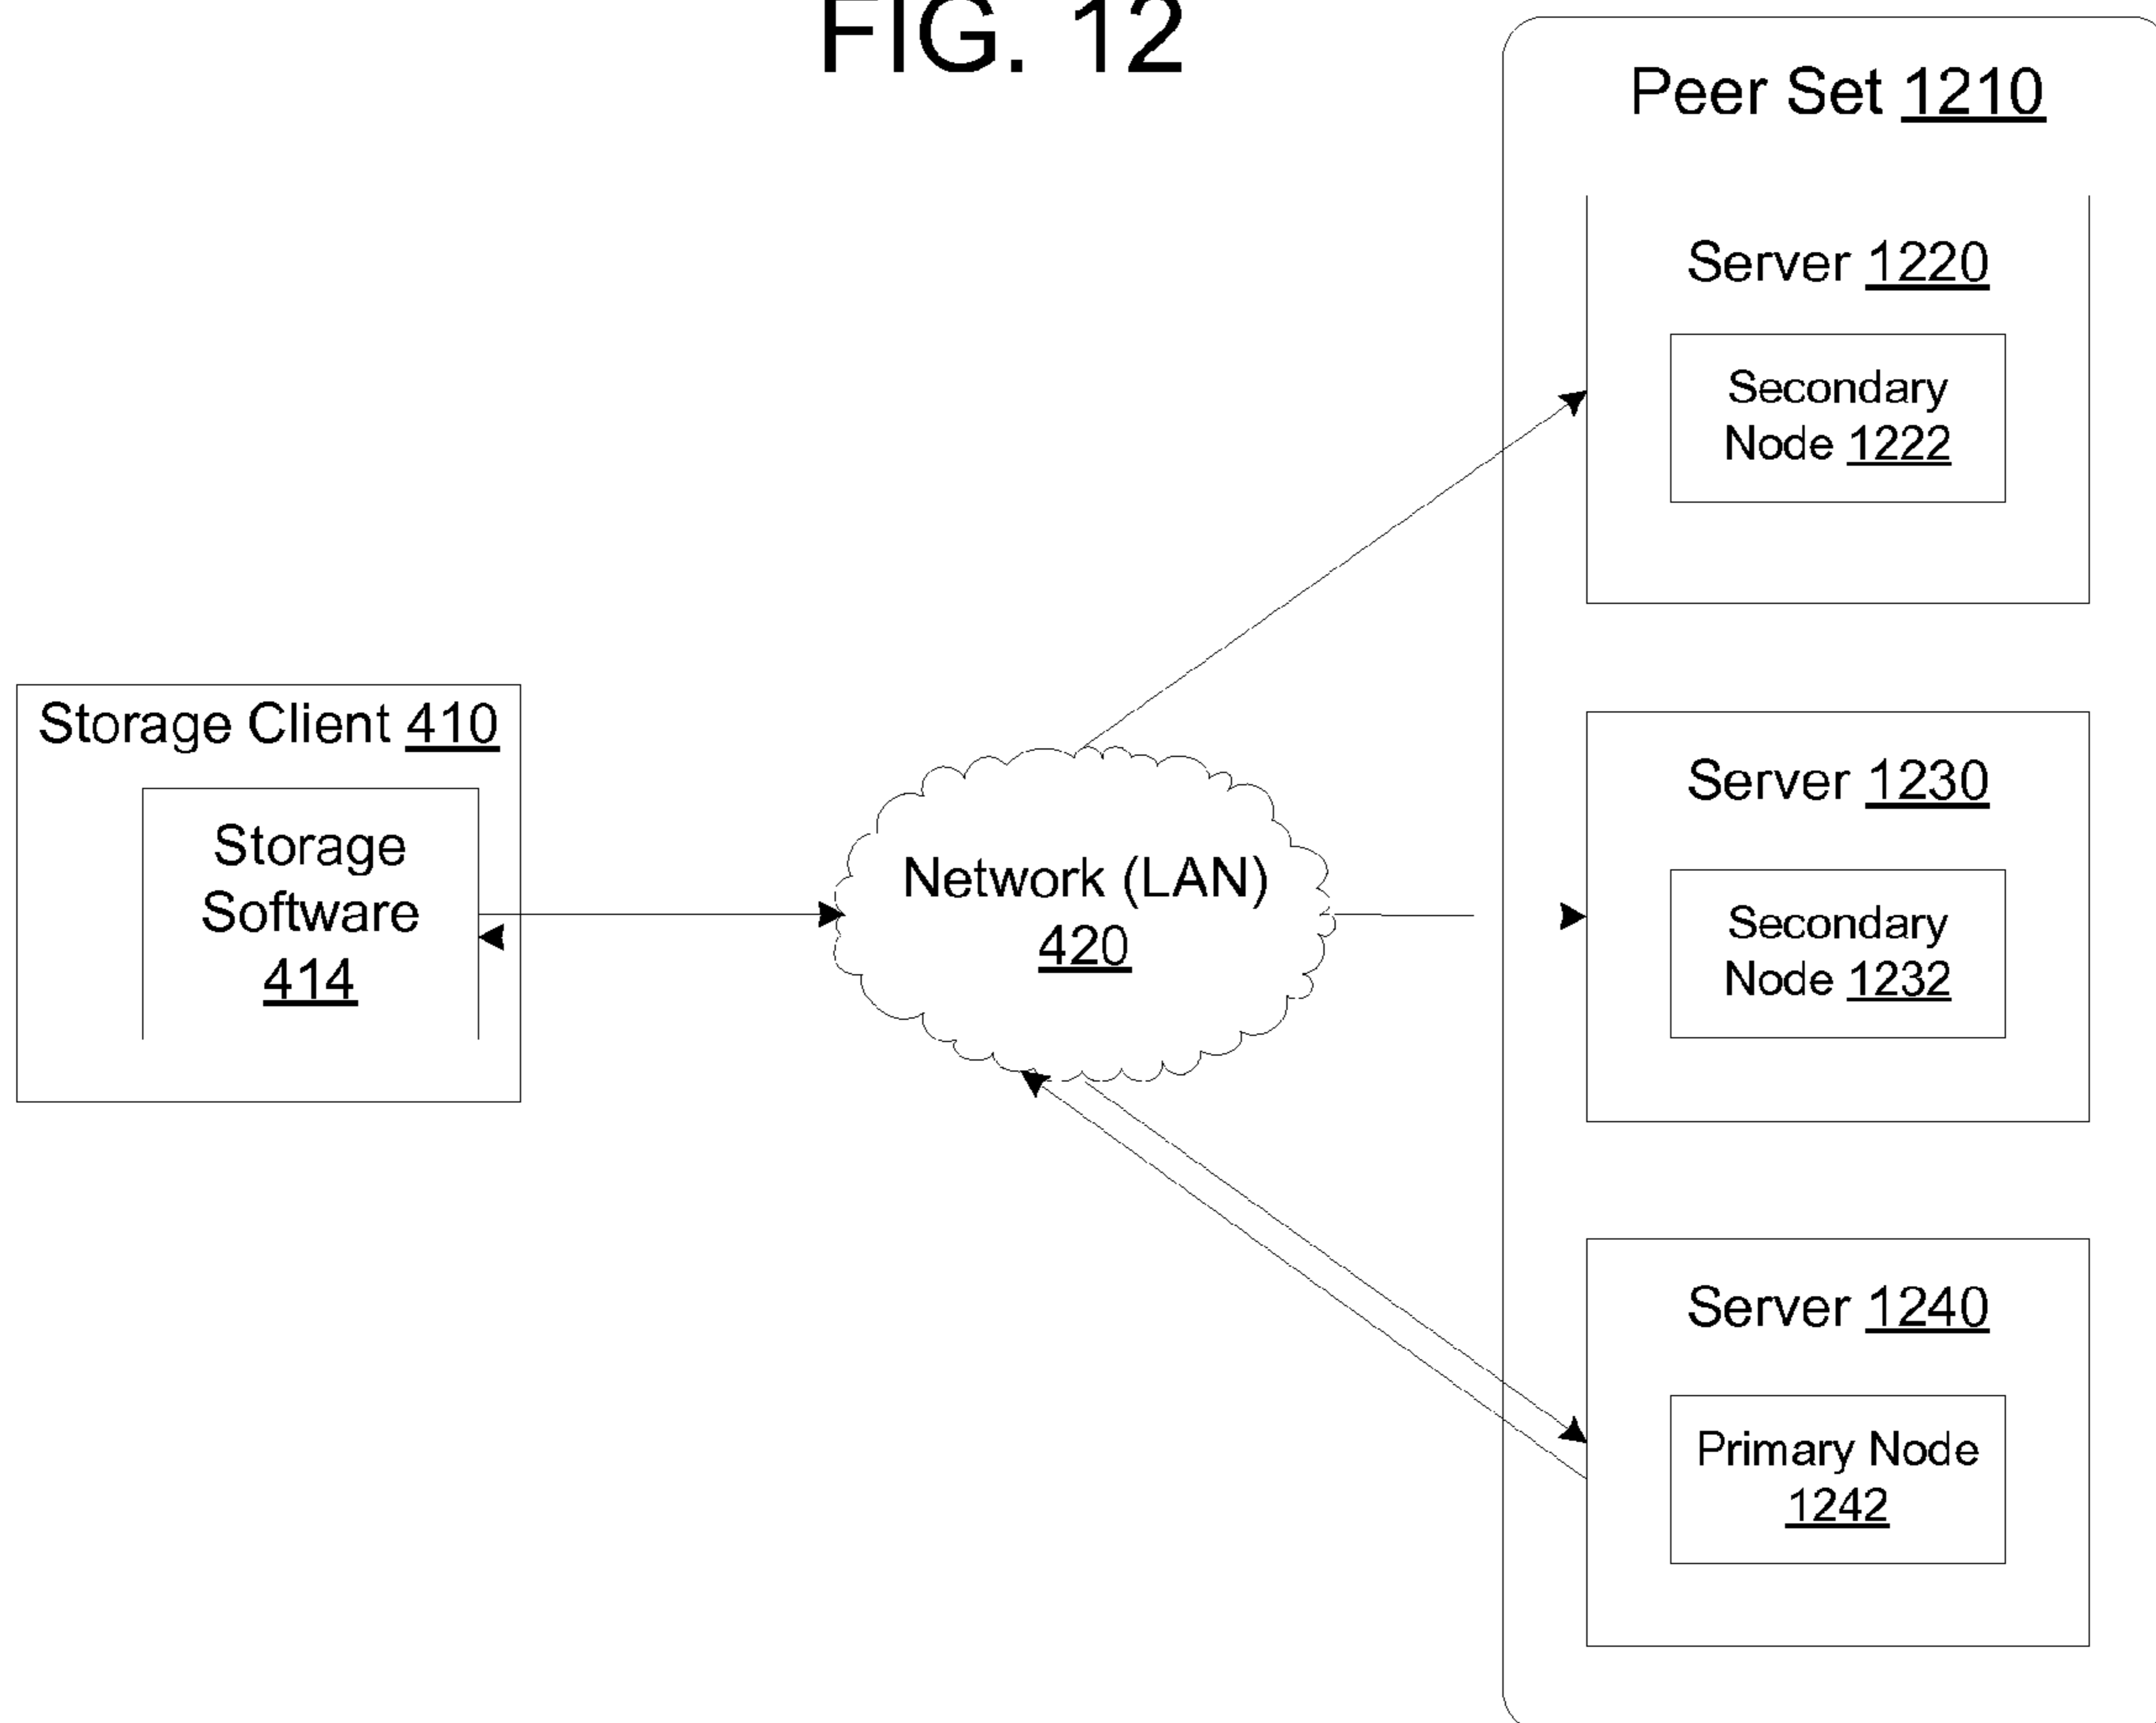 FIG. 12
Peer Set 1210
Server 1220
Secondary
Node 1222
Storage Client 410
Storage
Software
414
Network (LAN)
420
Server 1230
Secondary
Node 1232
Server 1240
Primary Node
1242